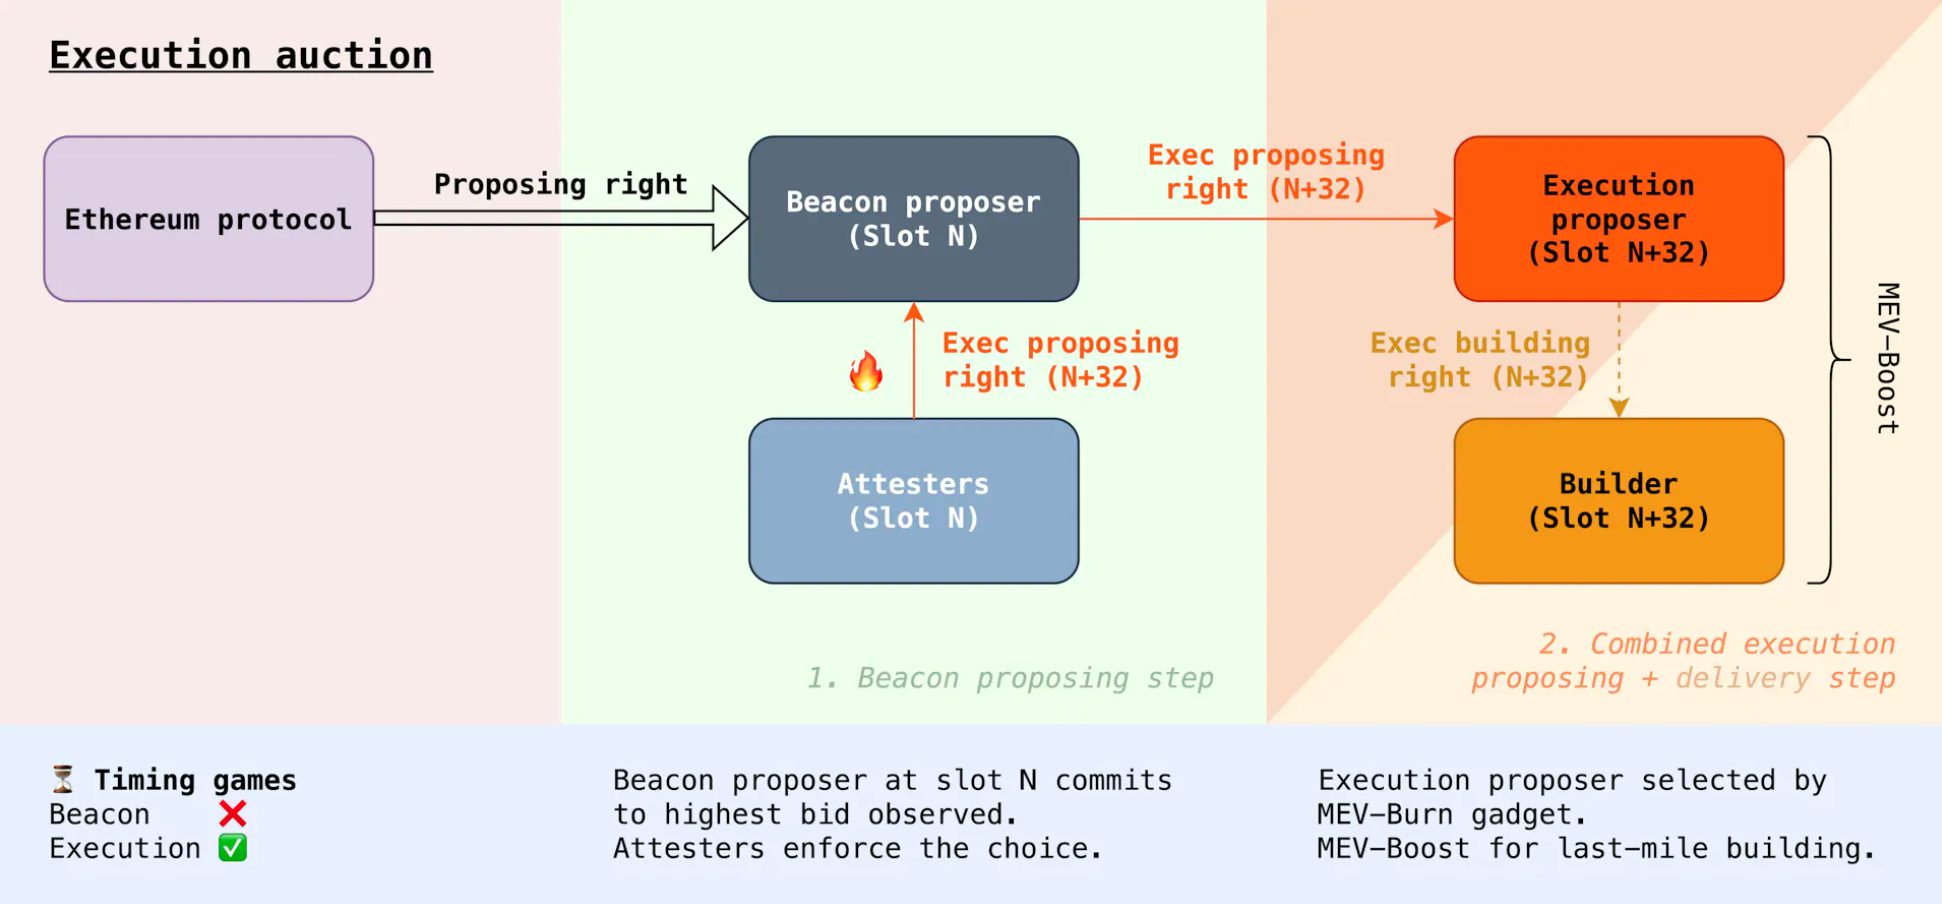 Execution auction
Ethereum protocol
Proposing right
Beacon proposer
(Slot N)
Exec proposing
right (N+32)
Execution
proposer
(Slot N+32)
Exec proposing
right (N+32)
Exec building
right (N+32)
MEV-Boost
Attesters
(Slot N)
Builder
(Slot N+32)
1. Beacon proposing step
2. Combined execution
proposing + delivery step
Timing games
Beacon
Execution
Beacon proposer at slot N commits
to highest bid observed.
Attesters enforce the choice.
Execution proposer selected by
MEV-Burn gadget.
MEV-Boost for last-mile building.